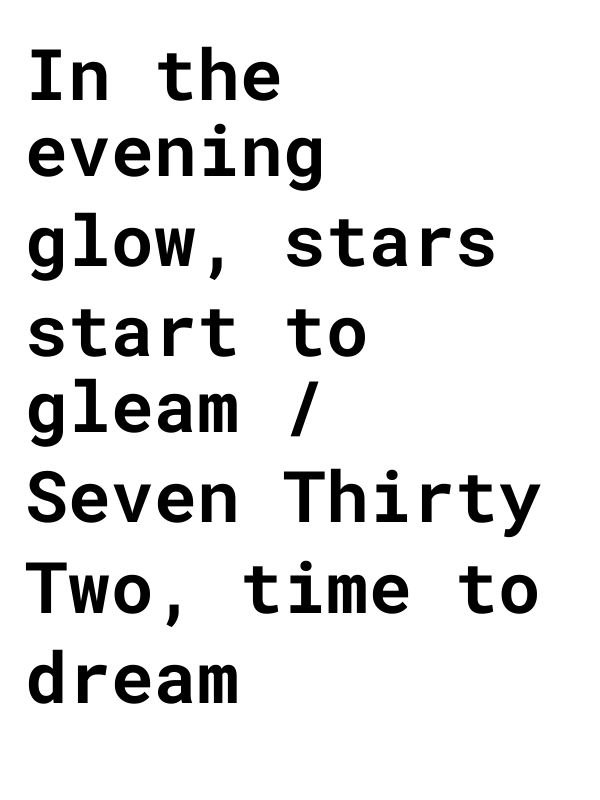 In the
evening
glow, stars
start to
gleam /
Seven Thirty
Two, time to
dream